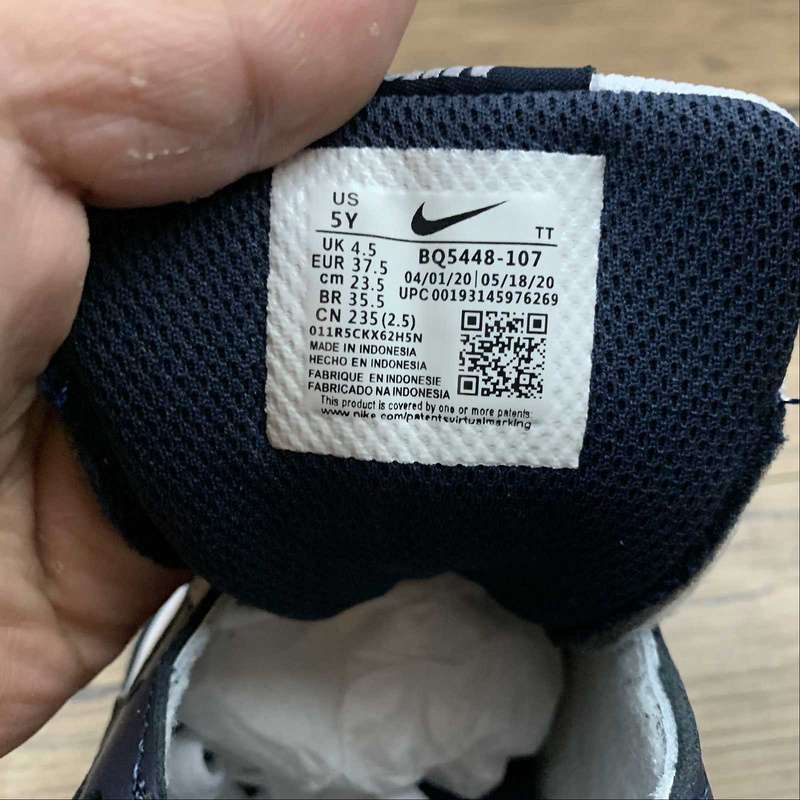 US
5Y
TT
UK 4.5
EUR 37.5
cm 23.5
BR 35.5
CN 235 (2.5)
BQ5448-107
04/01/20|05/18/20
UPC 00193145976269
011R5CKX62H5N
MADE IN INDONESIA
HECHO EN INDONESIA
FABRIQUE EN INDONESIE
FABRICADO NA INDONESIA
This product is covered by one or more patents:
www.nike.com/patentsvirtualmarking